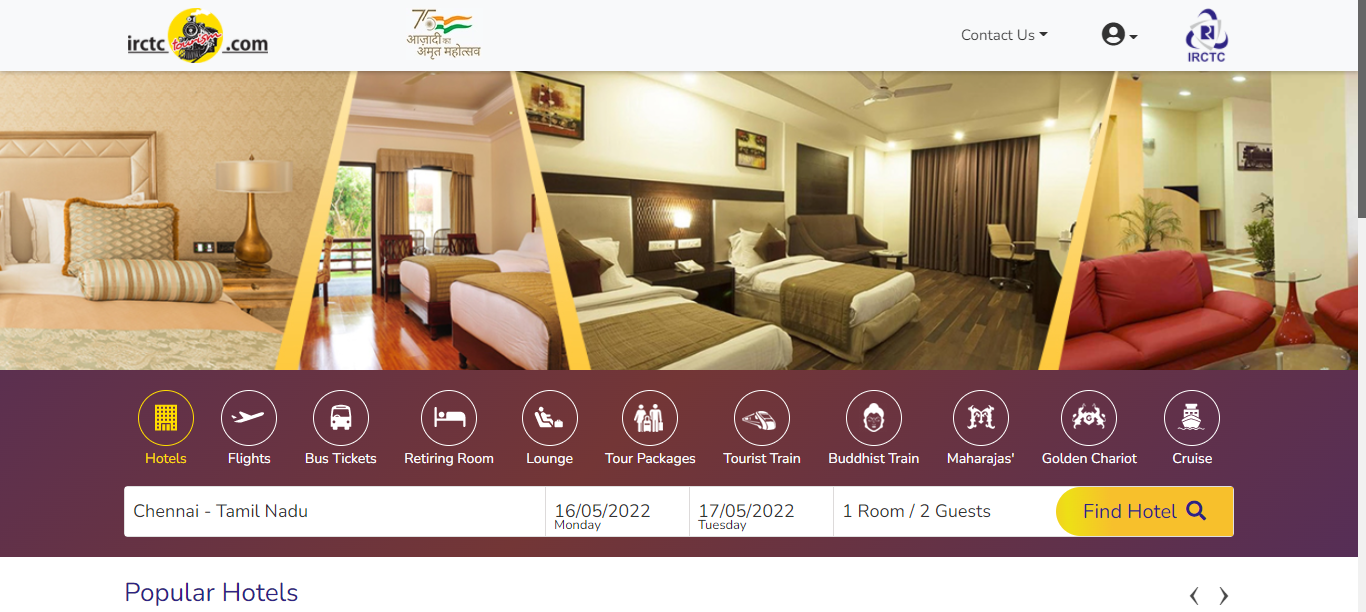 irctc tourism .com
75
आज़ादी का
अमृत महोत्सव
Contact Us
IRCTC
Hotels
Flights
Bus Tickets
Retiring Room
Lounge
Tour Packages
Tourist Train
Buddhist Train
Maharajas'
Golden Chariot
Cruise
Chennai - Tamil Nadu
16/05/2022
Monday
17/05/2022
Tuesday
1 Room / 2 Guests
Find Hotel
Popular Hotels